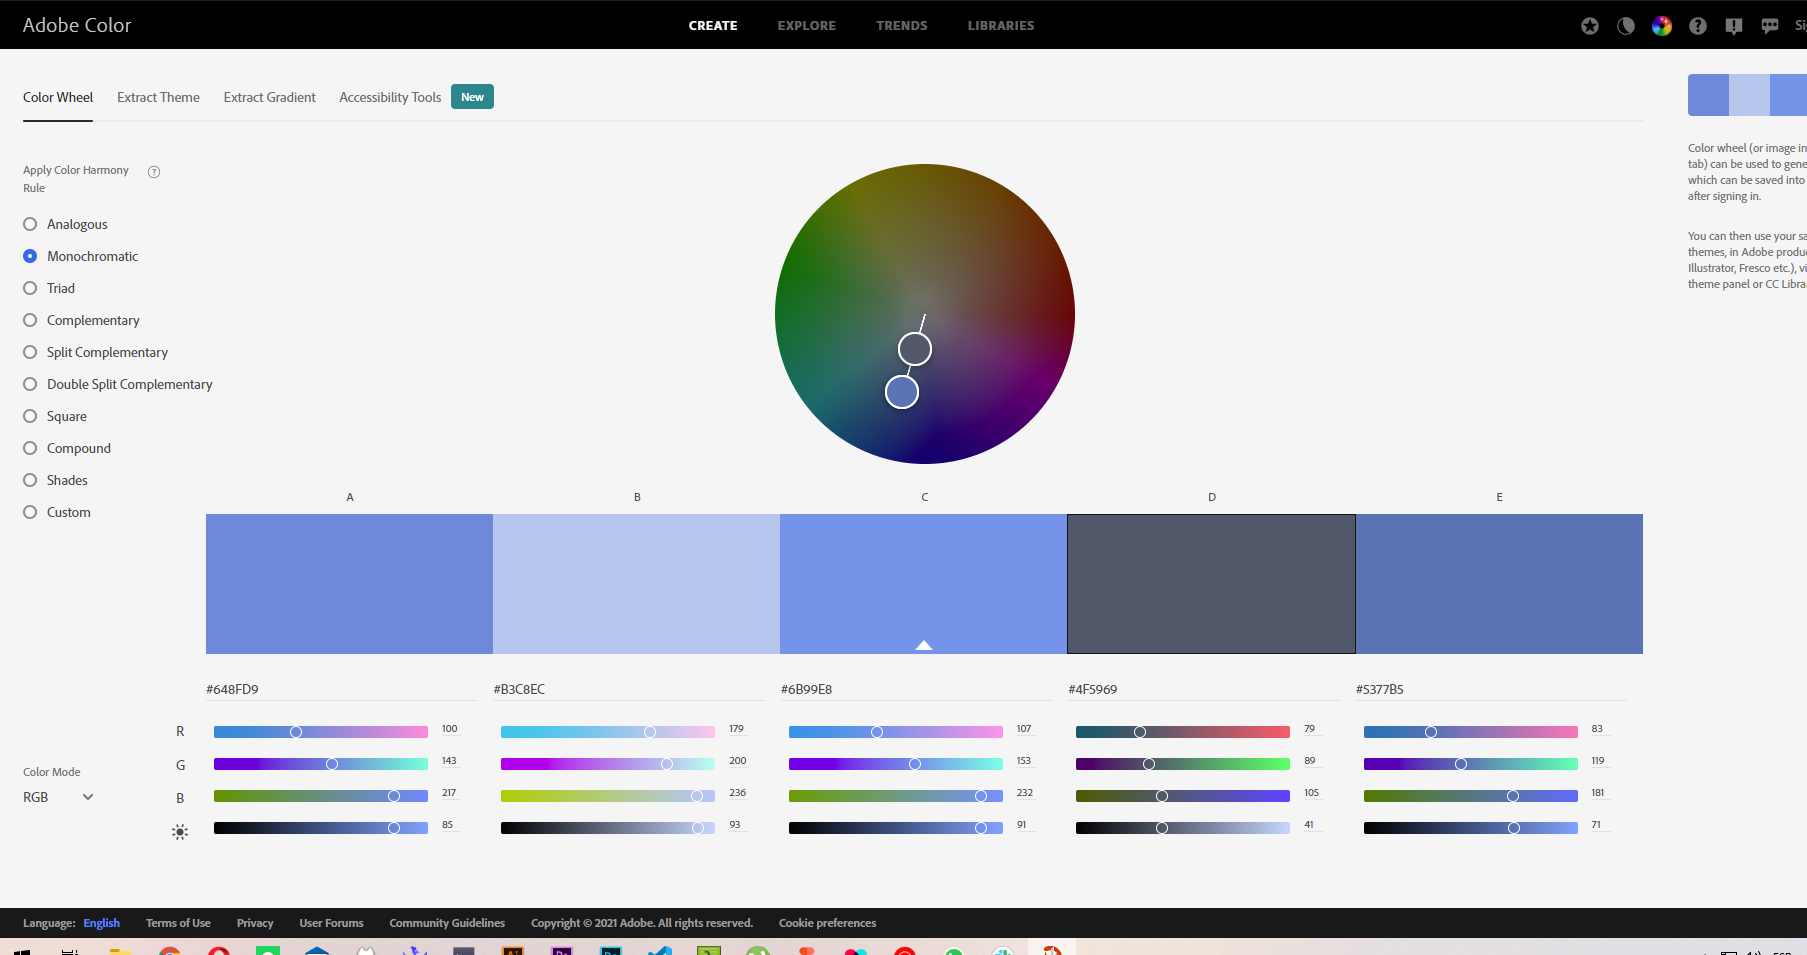 Adobe Color
CREATE EXPLORE TRENDS LIBRARIES
Color Wheel Extract Theme Extract Gradient Accessibility Tools New
Apply Color Harmony
Rule
Analogous
Monochromatic
Triad
Complementary
Split Complementary
Double Split Complementary
Square
Compound
Shades
Custom
Color wheel (or image in
tab) can be used to gene
which can be saved into
after signing in.
You can then use your sa
themes, in Adobe produc
Illustrator, Fresco etc.), vi
theme panel or CC Librar
A B C D E
#648FD9 #B3C8EC #6B99E8 #4F5969 #5377B5
R 100 179 107 79 83
G 143 200 153 89 119
B 217 236 232 105 181
85 93 91 41 71
Color Mode
RGB
Language: English Terms of Use Privacy User Forums Community Guidelines Copyright © 2021 Adobe. All rights reserved. Cookie preferences